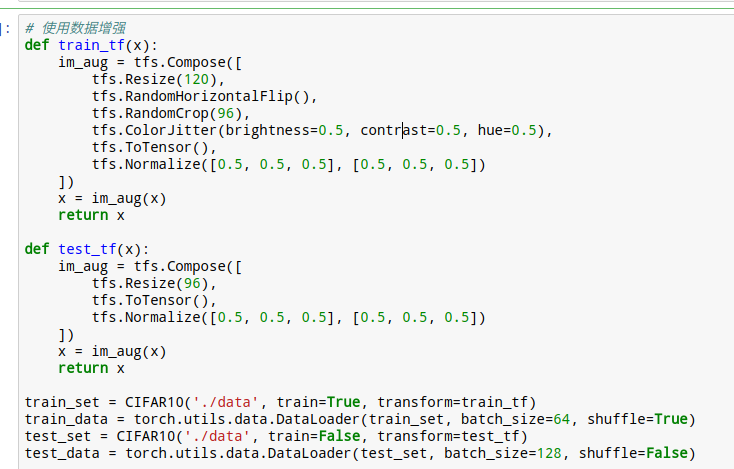 ]:
# 使用数据增强
def train_tf(x):
    im_aug = tfs.Compose([
        tfs.Resize(120),
        tfs.RandomHorizontalFlip(),
        tfs.RandomCrop(96),
        tfs.ColorJitter(brightness=0.5, contrast=0.5, hue=0.5),
        tfs.ToTensor(),
        tfs.Normalize([0.5, 0.5, 0.5], [0.5, 0.5, 0.5])
    ])
    x = im_aug(x)
    return x

def test_tf(x):
    im_aug = tfs.Compose([
        tfs.Resize(96),
        tfs.ToTensor(),
        tfs.Normalize([0.5, 0.5, 0.5], [0.5, 0.5, 0.5])
    ])
    x = im_aug(x)
    return x

train_set = CIFAR10('./data', train=True, transform=train_tf)
train_data = torch.utils.data.DataLoader(train_set, batch_size=64, shuffle=True)
test_set = CIFAR10('./data', train=False, transform=test_tf)
test_data = torch.utils.data.DataLoader(test_set, batch_size=128, shuffle=False)